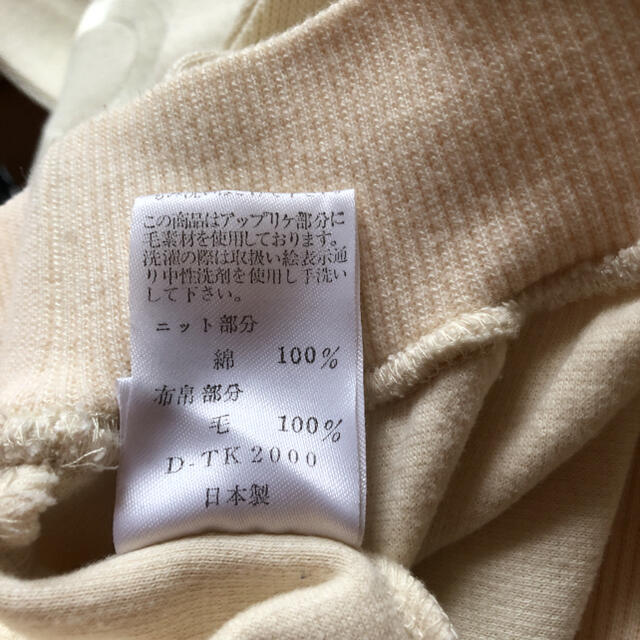 この商品はアップリケ部分に
毛素材を使用しております。
洗濯の際は取扱い絵表示通
り中性洗剤を使用し手洗い
して下さい。
ニット部分
綿 100%
布帛部分
毛 100%
D-TK2000
日本製